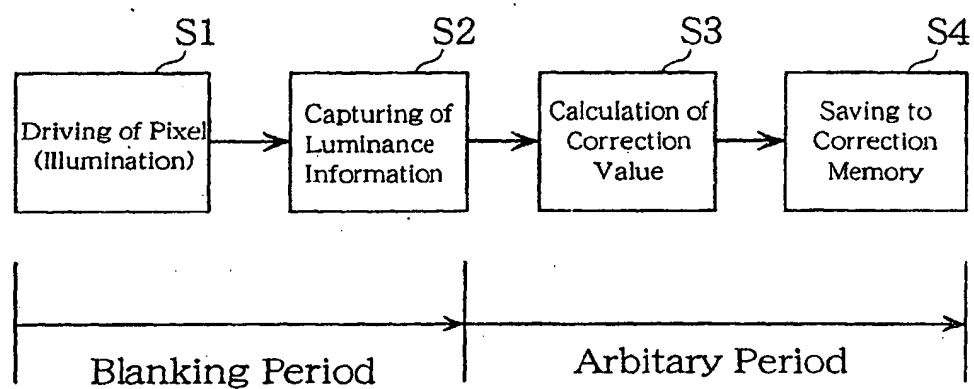 S1
S2
S3
S4
Driving of Pixel
(Illumination)
Capturing of
Luminance
Information
Calculation of
Correction
Value
Saving to
Correction
Memory
Blanking Period
Arbitary Period